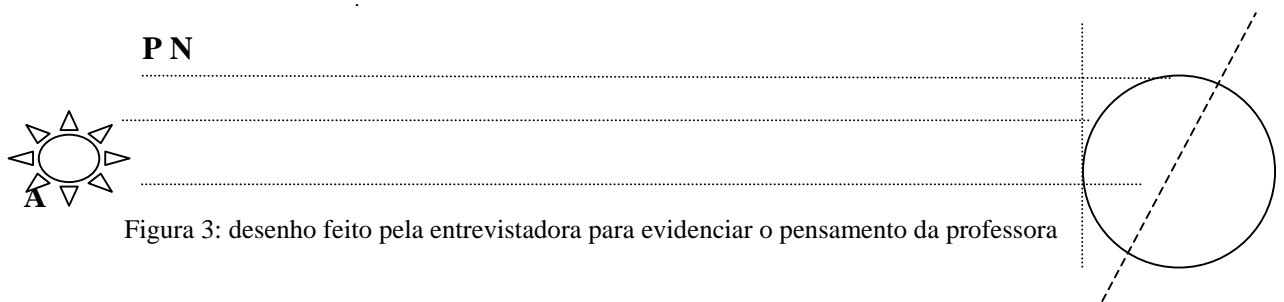 P N
A
Figura 3: desenho feito pela entrevistadora para evidenciar o pensamento da professora